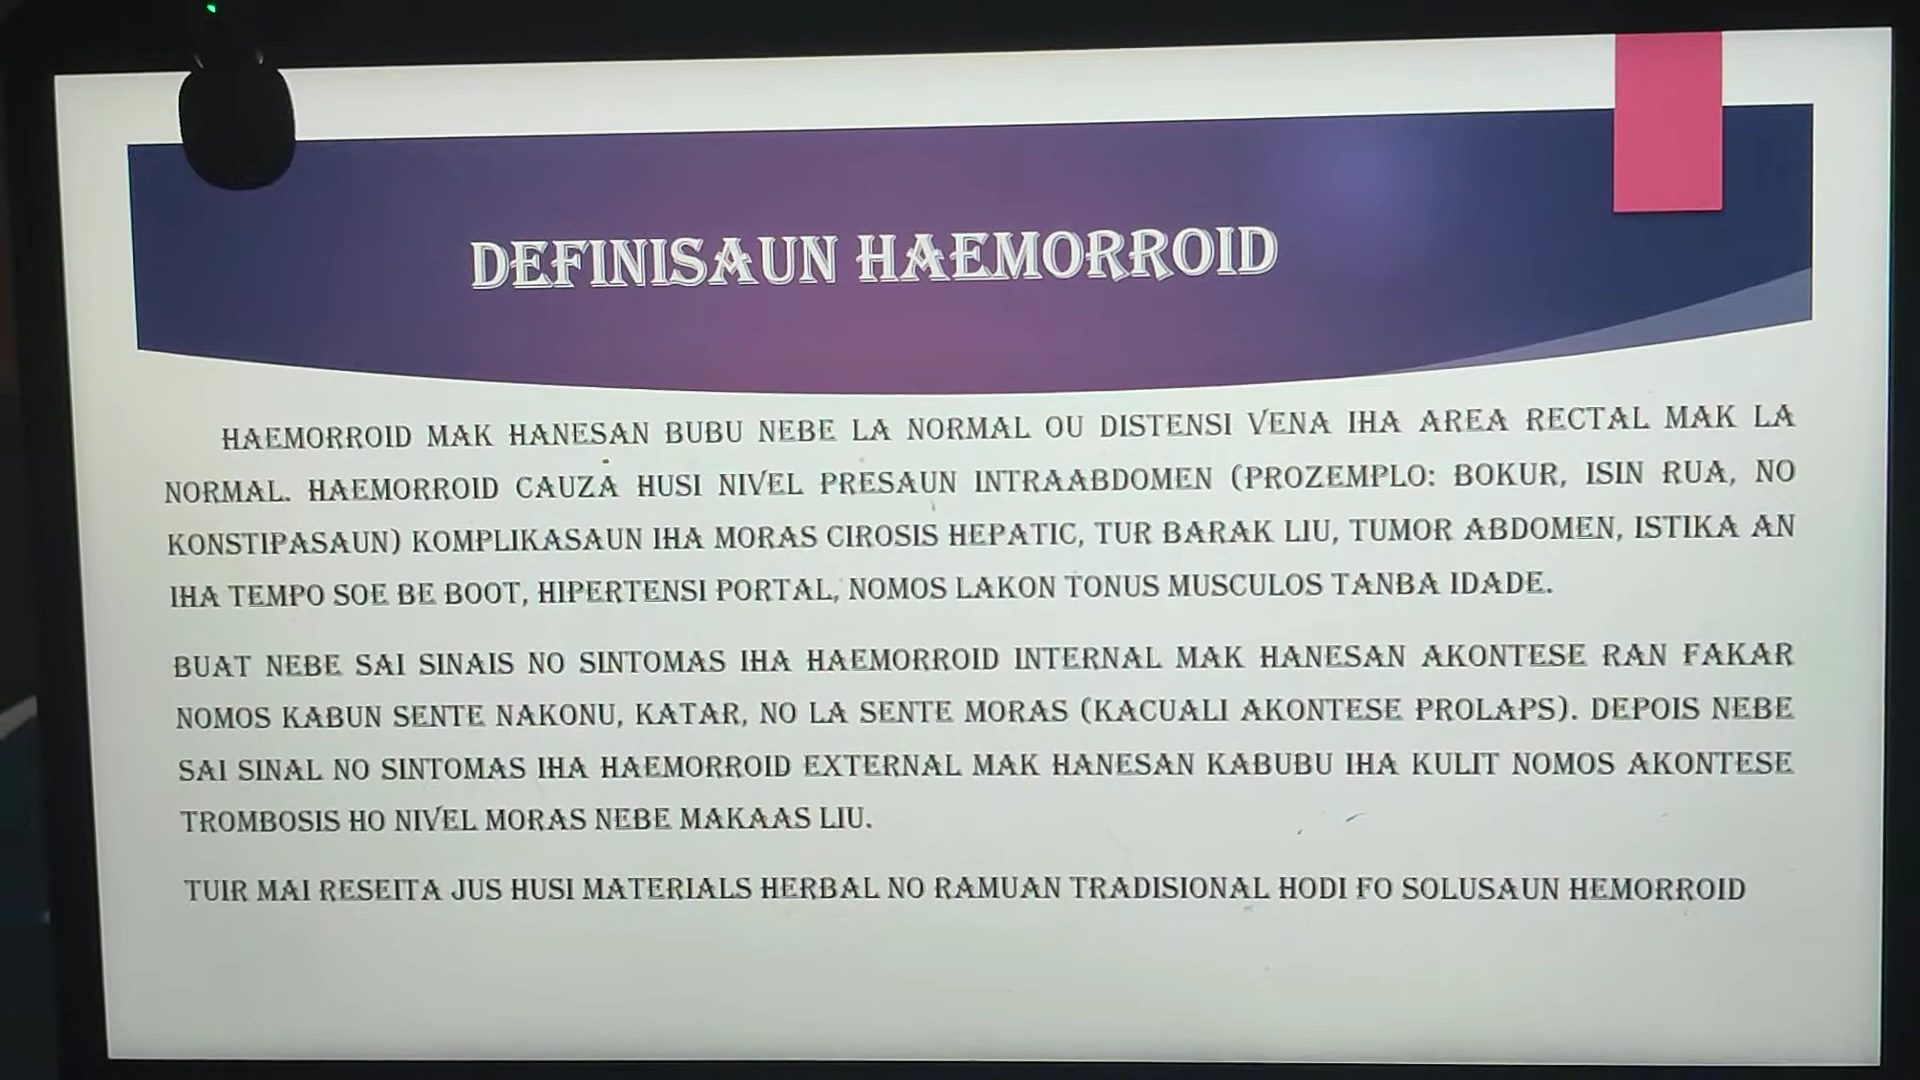 DEFINISAUN HAEMORROID
HAEMORROID MAK HANESAN BUBU NEBE LA NORMAL OU DISTENSI VENA IHA AREA RECTAL MAK LA
NORMAL. HAEMORROID CAUZA HUSI NIVEL PRESAUN INTRAABDOMEN (PROZEMPLO: BOKUR, ISIN RUA, NO
KONSTIPASAUN) KOMPLIKASAUN IHA MORAS CIROSIS HEPATIC, TUR BARAK LIU, TUMOR ABDOMEN, ISTIKA AN
IHA TEMPO SOE BE BOOT, HIPERTENSI PORTAL, NOMOS LAKON TONUS MUSCULOS TANBA IDADE.
BUAT NEBE SAI SINAIS NO SINTOMAS IHA HAEMORROID INTERNAL MAK HANESAN AKONTESE RAN FAKAR
NOMOS KABUN SENTE NAKONU, KATAR, NO LA SENTE MORAS (KACUALI AKONTESE PROLAPS). DEPOIS NEBE
SAI SINAL NO SINTOMAS IHA HAEMORROID EXTERNAL MAK HANESAN KABUBU IHA KULIT NOMOS AKONTESE
TROMBOSIS HO NIVEL MORAS NEBE MAKAAS LIU.
TUIR MAI RESEITA JUS HUSI MATERIALS HERBAL NO RAMUAN TRADISIONAL HODI FO SOLUSAUN HEMORROID